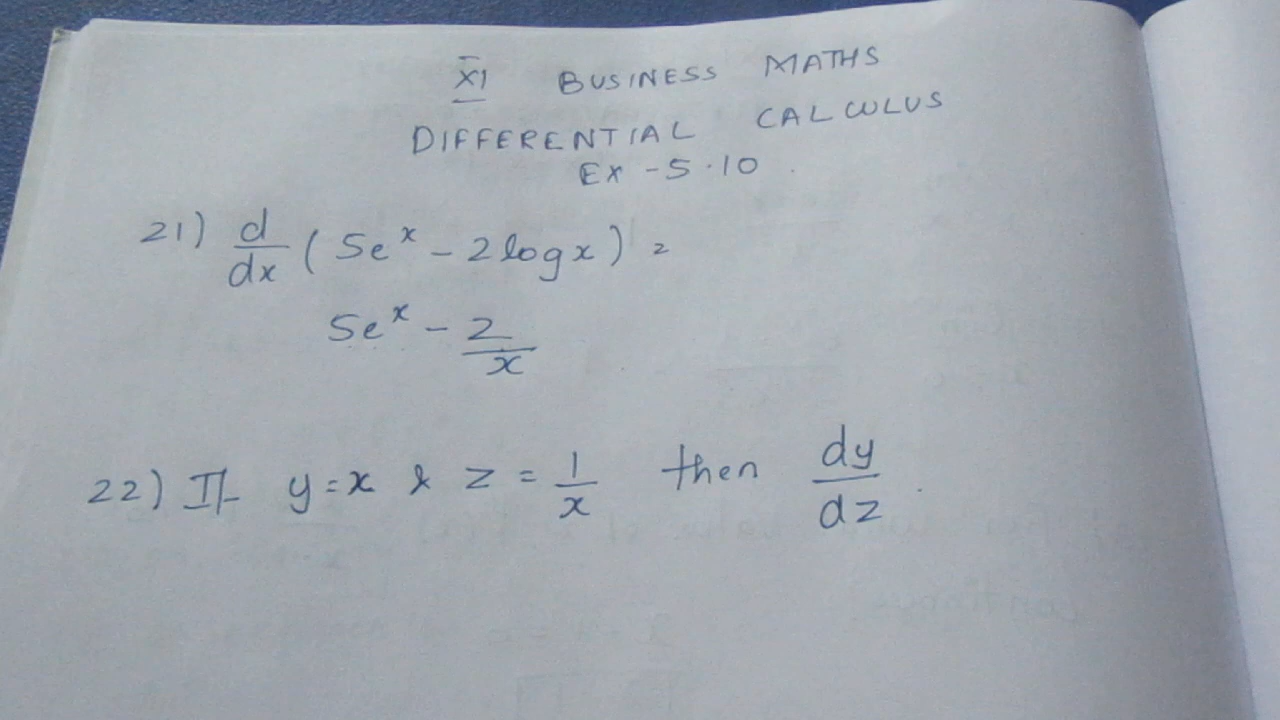 XI BUSINESS MATHS
DIFFERENTIAL CALCULUS
EX - 5.10
21) d/dx (5e^x - 2 log x) =
5e^x - 2/x
22) If y = x & z = 1/x then dy/dz.